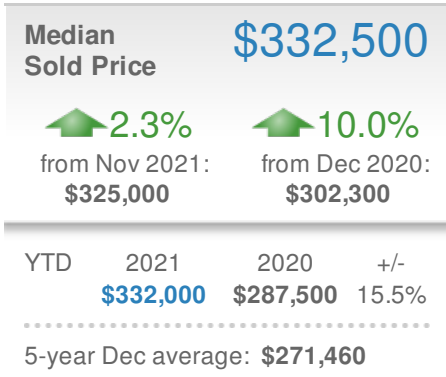 Median
Sold Price
$332,500
2.3%
from Nov 2021:
$325,000
10.0%
from Dec 2020:
$302,300
YTD 2021 2020 +/-
$332,000 $287,500 15.5%
5-year Dec average: $271,460